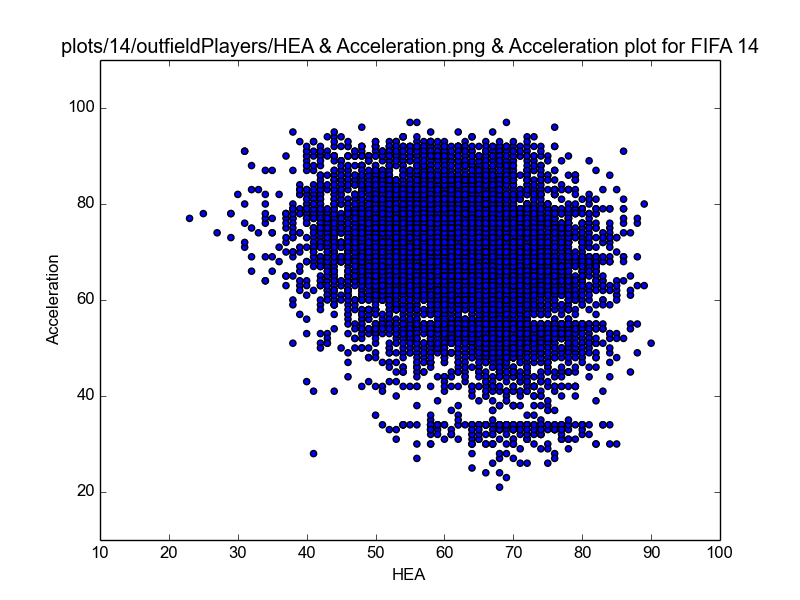 plots/14/outfieldPlayers/HEA & Acceleration.png & Acceleration plot for FIFA 14
100
80
60
40
20
Acceleration
10 20 30 40 50 60 70 80 90 100
HEA